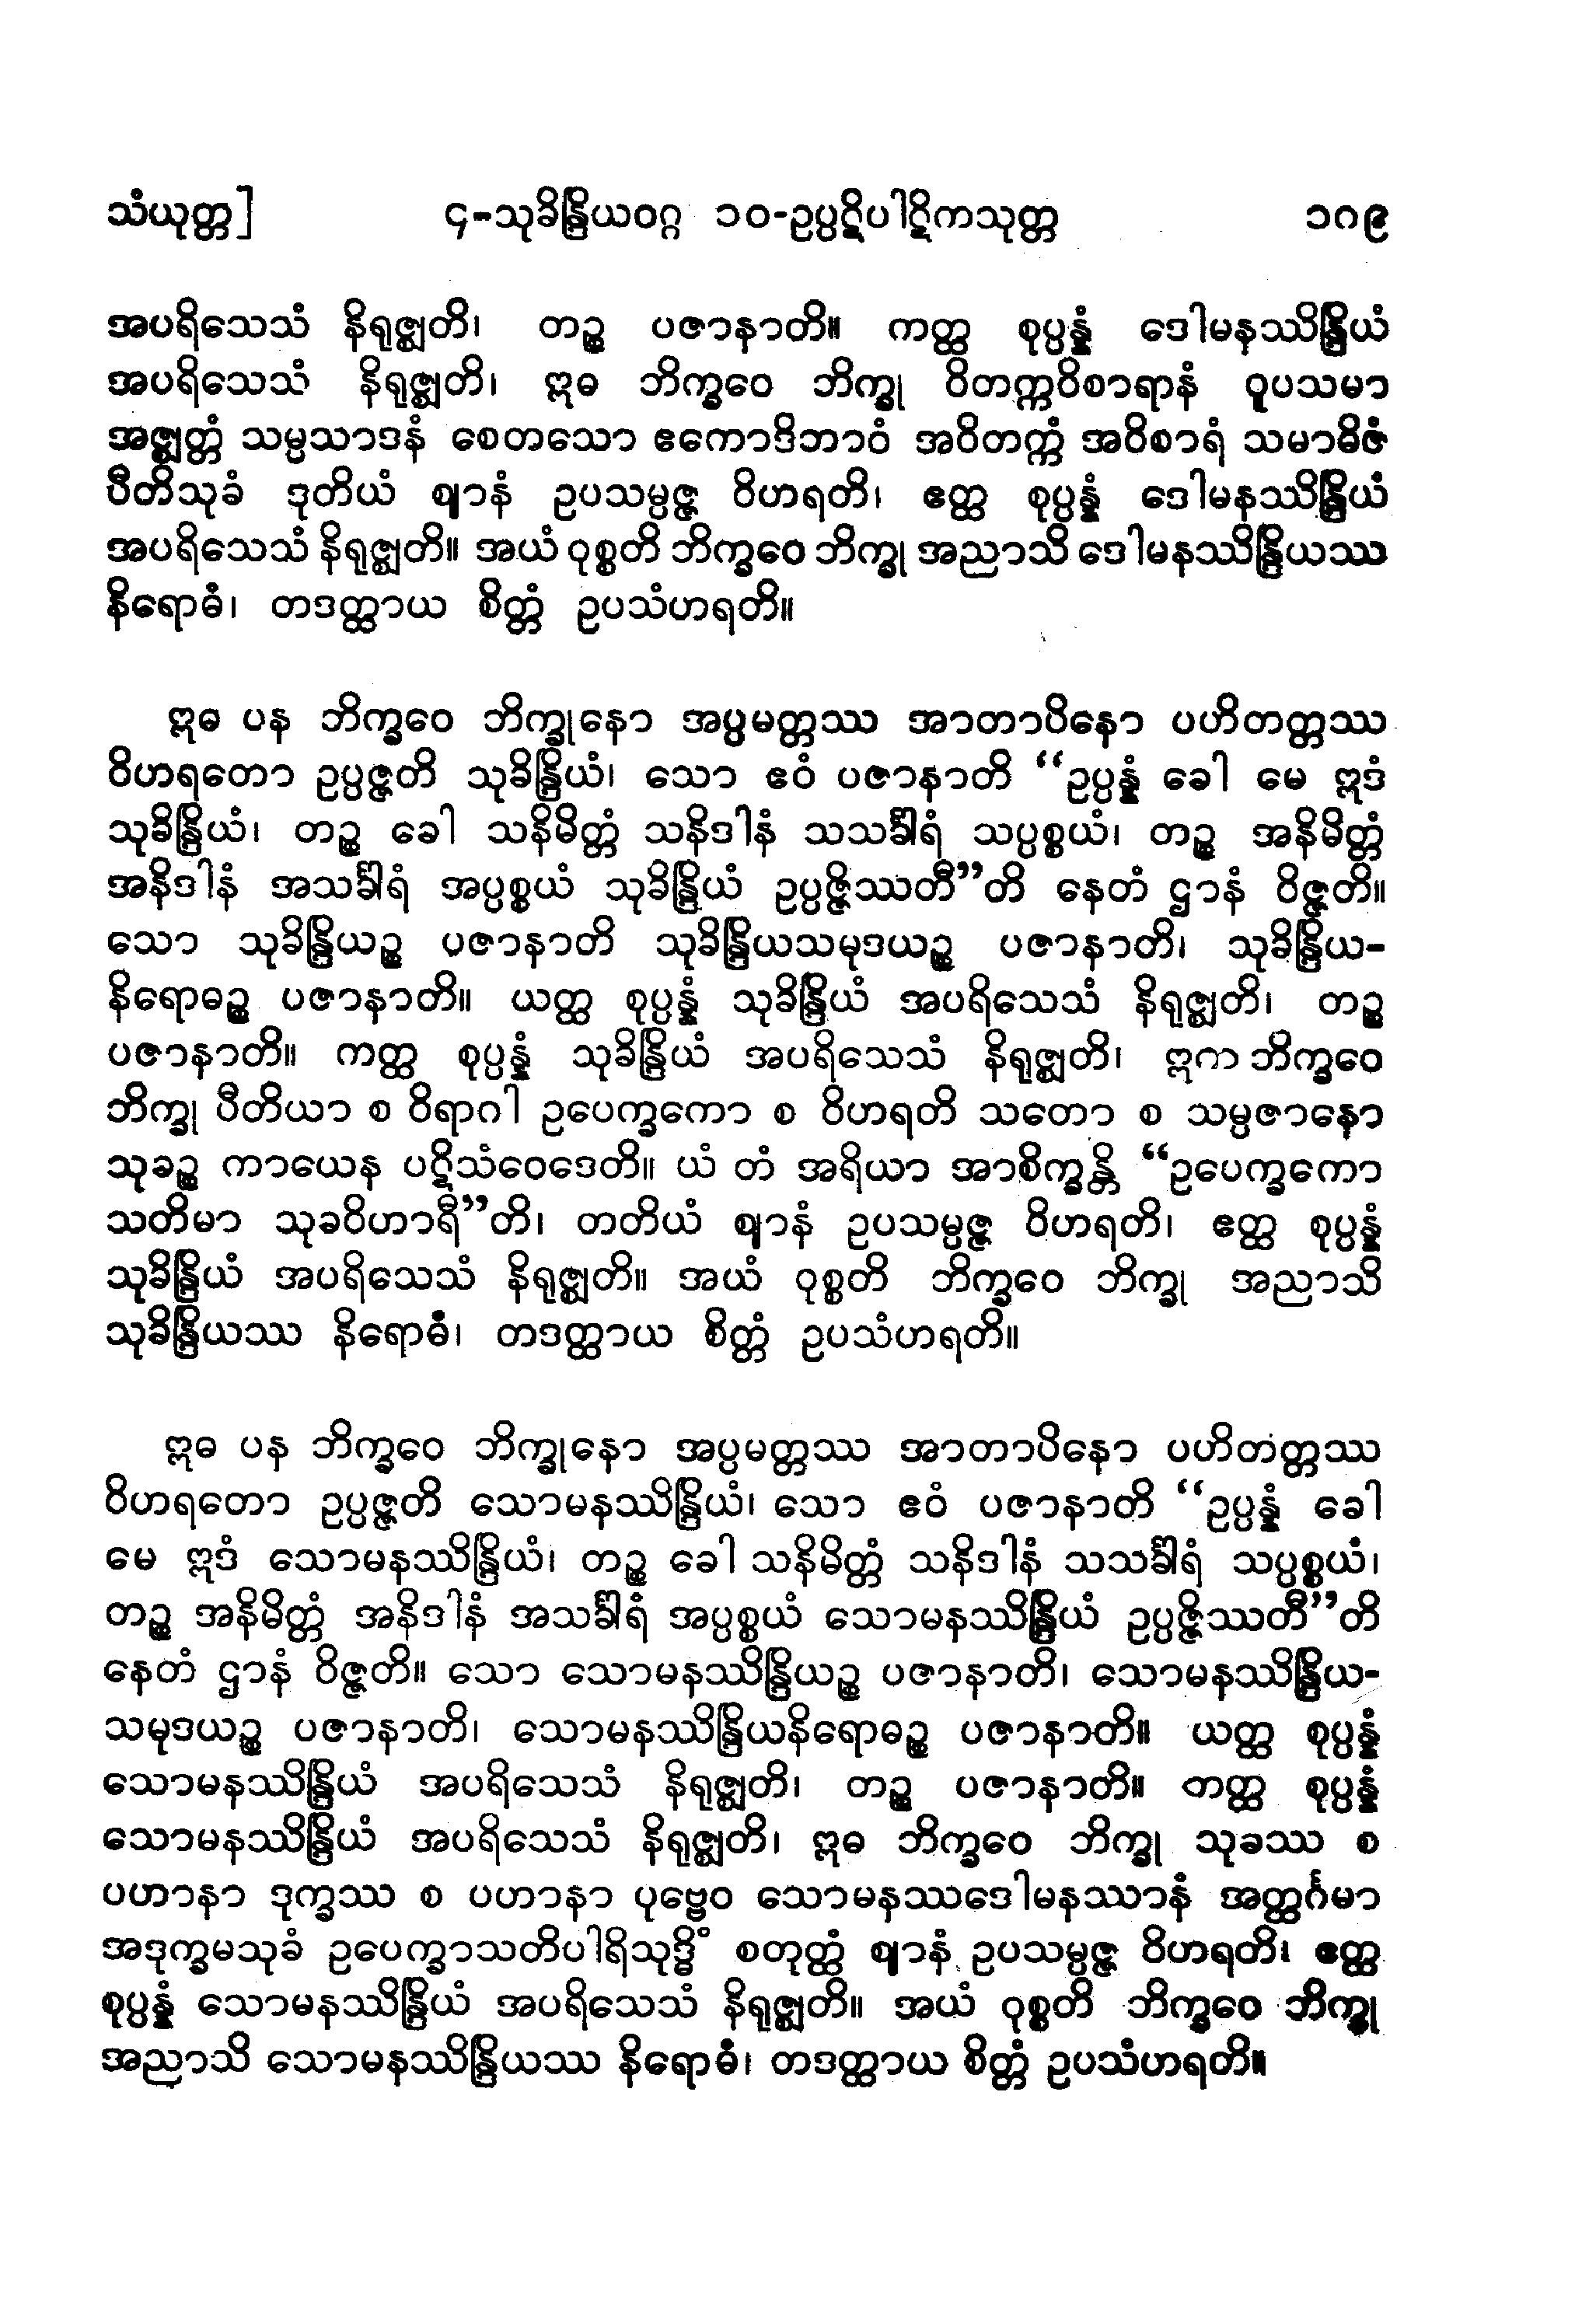 သံယုတ္တ]	၄-သုခိန္ဒြိယဝဂ္ဂ ၁၀-ဥပ္ပဋိပါဋိကသုတ္တ	၁၈၉
အပရိသေသံ နိရုဇ္ဈတိ၊ တဉ္စ ပဇာနာတိ။ ကတ္ထ စုပ္ပန္နံ ဒေါမနဿိန္ဒြိယံ
အပရိသေသံ နိရုဇ္ဈတိ၊ ဣဓ ဘိက္ခဝေ ဘိက္ခု ဝိတက္ကဝိစာရာနံ ဝူပသမာ
အဇ္ဈတ္တံ သမ္ပသာဒနံ စေတသော ဧကောဒိဘာဝံ အဝိတက္ကံ အဝိစာရံ သမာဓိဇံ
ပီတိသုခံ ဒုတိယံ ဈာနံ ဥပသမ္ပဇ္ဇ ဝိဟရတိ၊ ဧတ္ထ စုပ္ပန္နံ ဒေါမနဿိန္ဒြိယံ
အပရိသေသံ နိရုဇ္ဈတိ။ အယံ ဝုစ္စတိ ဘိက္ခဝေ ဘိက္ခု အညာသိ ဒေါမနဿိန္ဒြိယဿ
နိရောဓံ၊ တဒတ္ထာယ စိတ္တံ ဥပသံဟရတိ။
ဣဓ ပန ဘိက္ခဝေ ဘိက္ခုနော အပ္ပမတ္တဿ အာတာပိနော ပဟိတတ္တဿ
ဝိဟရတော ဥပ္ပဇ္ဇတိ သုခိန္ဒြိယံ၊ သော ဧဝံ ပဇာနာတိ “ဥပ္ပန္နံ ခေါ မေ ဣဒံ
သုခိန္ဒြိယံ၊ တဉ္စ ခေါ သနိမိတ္တံ သနိဒါနံ သသင်္ခါရံ သပ္ပစ္စယံ၊ တဉ္စ အနိမိတ္တံ
အနိဒါနံ အသင်္ခါရံ အပ္ပစ္စယံ သုခိန္ဒြိယံ ဥပ္ပဇ္ဇိဿတီ”တိ နေတံ ဌာနံ ဝိဇ္ဇတိ။
သော သုခိန္ဒြိယဉ္စ ပဇာနာတိ သုခိန္ဒြိယသမုဒယဉ္စ ပဇာနာတိ၊ သုခိန္ဒြိယ-
နိရောဓဉ္စ ပဇာနာတိ။ ယတ္ထ စုပ္ပန္နံ သုခိန္ဒြိယံ အပရိသေသံ နိရုဇ္ဈတိ၊ တဉ္စ
ပဇာနာတိ။ ကတ္ထ စုပ္ပန္နံ သုခိန္ဒြိယံ အပရိသေသံ နိရုဇ္ဈတိ၊ ဣက ဘိက္ခဝေ
ဘိက္ခု ပီတိယာ စ ဝိရာဂါ ဥပေက္ခကော စ ဝိဟရတိ သတော စ သမ္ပဇာနော
သုခဉ္စ ကာယေန ပဋိသံဝေဒေတိ။ ယံ တံ အရိယာ အာစိက္ခန္တိ “ဥပေက္ခကော
သတိမာ သုခဝိဟာရီ”တိ၊ တတိယံ ဈာနံ ဥပသမ္ပဇ္ဇ ဝိဟရတိ၊ ဧတ္ထ စုပ္ပန္နံ
သုခိန္ဒြိယံ အပရိသေသံ နိရုဇ္ဈတိ။ အယံ ဝုစ္စတိ ဘိက္ခဝေ ဘိက္ခု အညာသိ
သုခိန္ဒြိယဿ နိရောဓံ၊ တဒတ္ထာယ စိတ္တံ ဥပသံဟရတိ။
ဣဓ ပန ဘိက္ခဝေ ဘိက္ခုနော အပ္ပမတ္တဿ အာတာပိနော ပဟိတတ္တဿ
ဝိဟရတော ဥပ္ပဇ္ဇတိ သောမနဿိန္ဒြိယံ၊ သော ဧဝံ ပဇာနာတိ “ဥပ္ပန္နံ ခေါ
မေ ဣဒံ သောမနဿိန္ဒြိယံ၊ တဉ္စ ခေါ သနိမိတ္တံ သနိဒါနံ သသင်္ခါရံ သပ္ပစ္စယံ၊
တဉ္စ အနိမိတ္တံ အနိဒါနံ အသင်္ခါရံ အပ္ပစ္စယံ သောမနဿိန္ဒြိယံ ဥပ္ပဇ္ဇိဿတီ”တိ
နေတံ ဌာနံ ဝိဇ္ဇတိ။ သော သောမနဿိန္ဒြိယဉ္စ ပဇာနာတိ၊ သောမနဿိန္ဒြိယ-
သမုဒယဉ္စ ပဇာနာတိ၊ သောမနဿိန္ဒြိယနိရောဓဉ္စ ပဇာနာတိ။ ယတ္ထ စုပ္ပန္နံ
သောမနဿိန္ဒြိယံ အပရိသေသံ နိရုဇ္ဈတိ၊ တဉ္စ ပဇာနာတိ။ ကတ္ထ စုပ္ပန္နံ
သောမနဿိန္ဒြိယံ အပရိသေသံ နိရုဇ္ဈတိ၊ ဣဓ ဘိက္ခဝေ ဘိက္ခု သုခဿ စ
ပဟာနာ ဒုက္ခဿ စ ပဟာနာ ပုဗ္ဗေဝ သောမနဿဒေါမနဿာနံ အတ္ထင်္ဂမာ
အဒုက္ခမသုခံ ဥပေက္ခာသတိပါရိသုဒ္ဓိံ စတုတ္ထံ ဈာနံ ဥပသမ္ပဇ္ဇ ဝိဟရတိ၊ ဧတ္ထ
စုပ္ပန္နံ သောမနဿိန္ဒြိယံ အပရိသေသံ နိရုဇ္ဈတိ။ အယံ ဝုစ္စတိ ဘိက္ခဝေ ဘိက္ခု
အညာသိ သောမနဿိန္ဒြိယဿ နိရောဓံ၊ တဒတ္ထာယ စိတ္တံ ဥပသံဟရတိ။